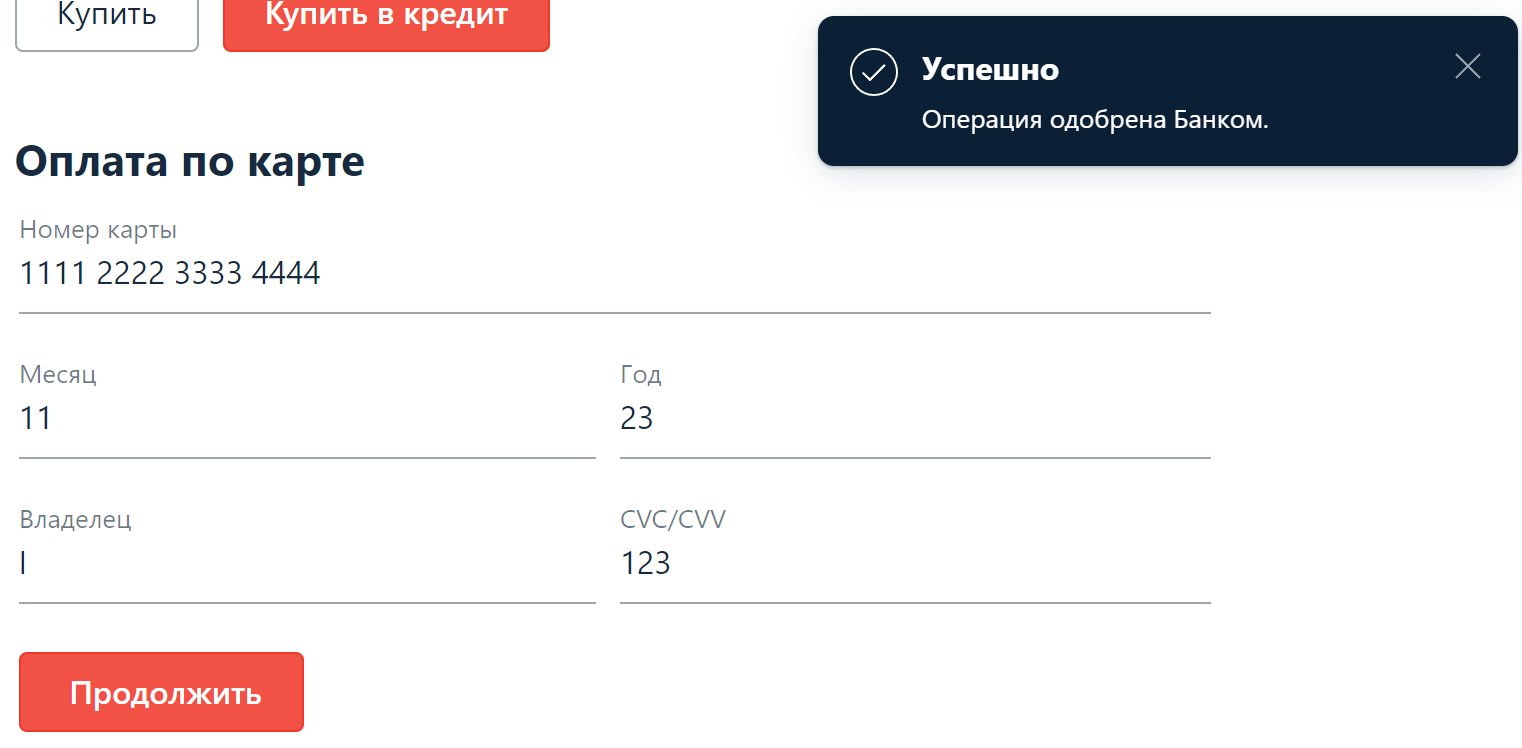 Купить
Купить в кредит
Успешно
Операция одобрена Банком.
Оплата по карте
Номер карты
1111 2222 3333 4444
Месяц
Год
11
23
Владелец
CVC/CVV
I
123
Продолжить